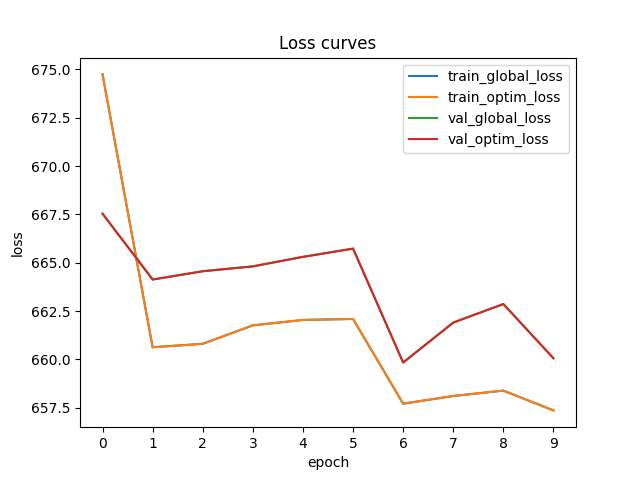 Loss curves
train_global_loss
train_optim_loss
val_global_loss
val_optim_loss
675.0
672.5
670.0
667.5
665.0
662.5
660.0
657.5
loss
0 1 2 3 4 5 6 7 8 9
epoch